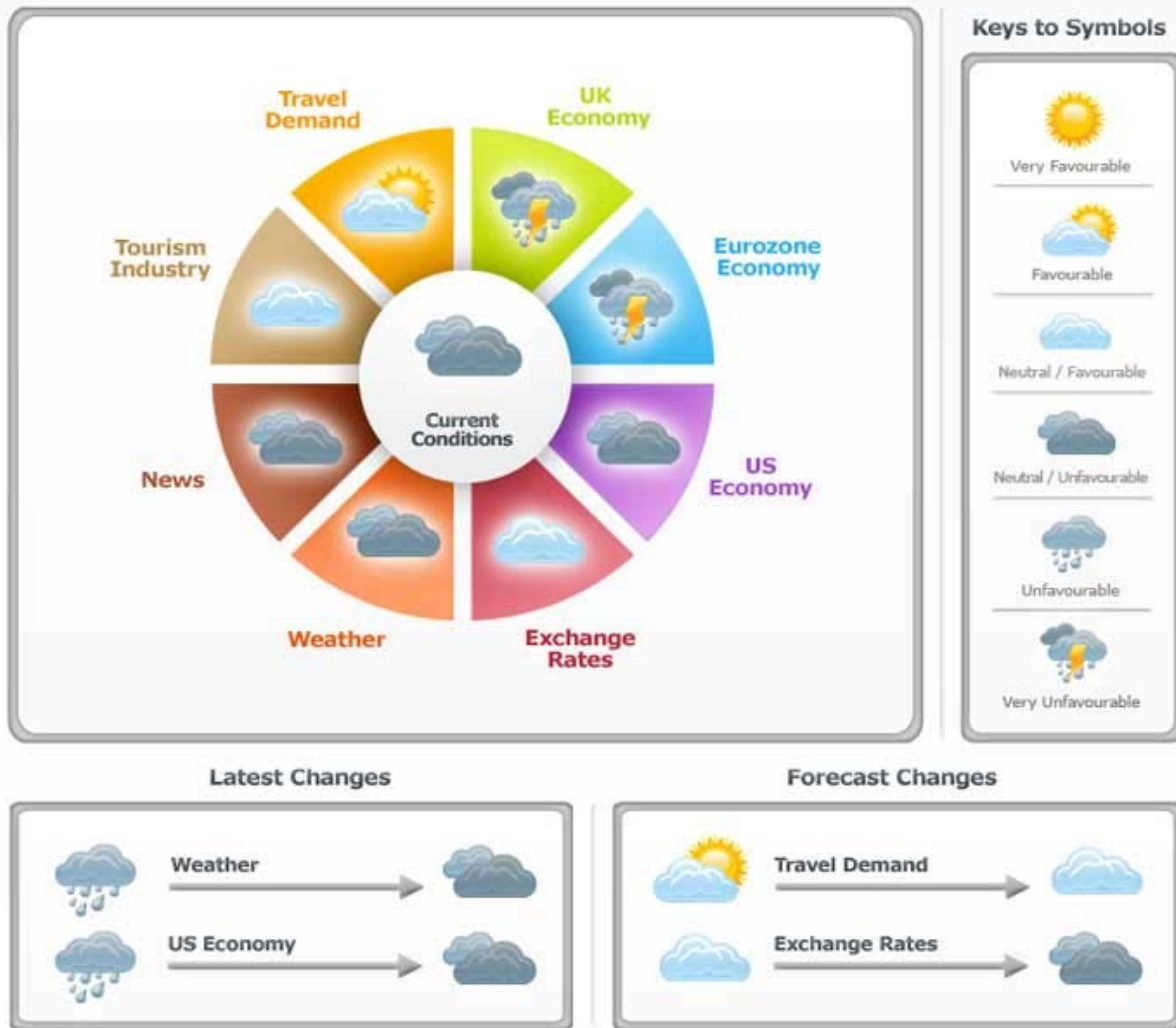 Keys to Symbols
Travel
Demand
UK
Economy
Eurozone
Economy
US
Economy
Exchange
Rates
Weather
News
Tourism
Industry
Current
Conditions
Very Favourable
Favourable
Neutral / Favourable
Neutral / Unfavourable
Unfavourable
Very Unfavourable
Latest Changes
Weather
US Economy
Forecast Changes
Travel Demand
Exchange Rates